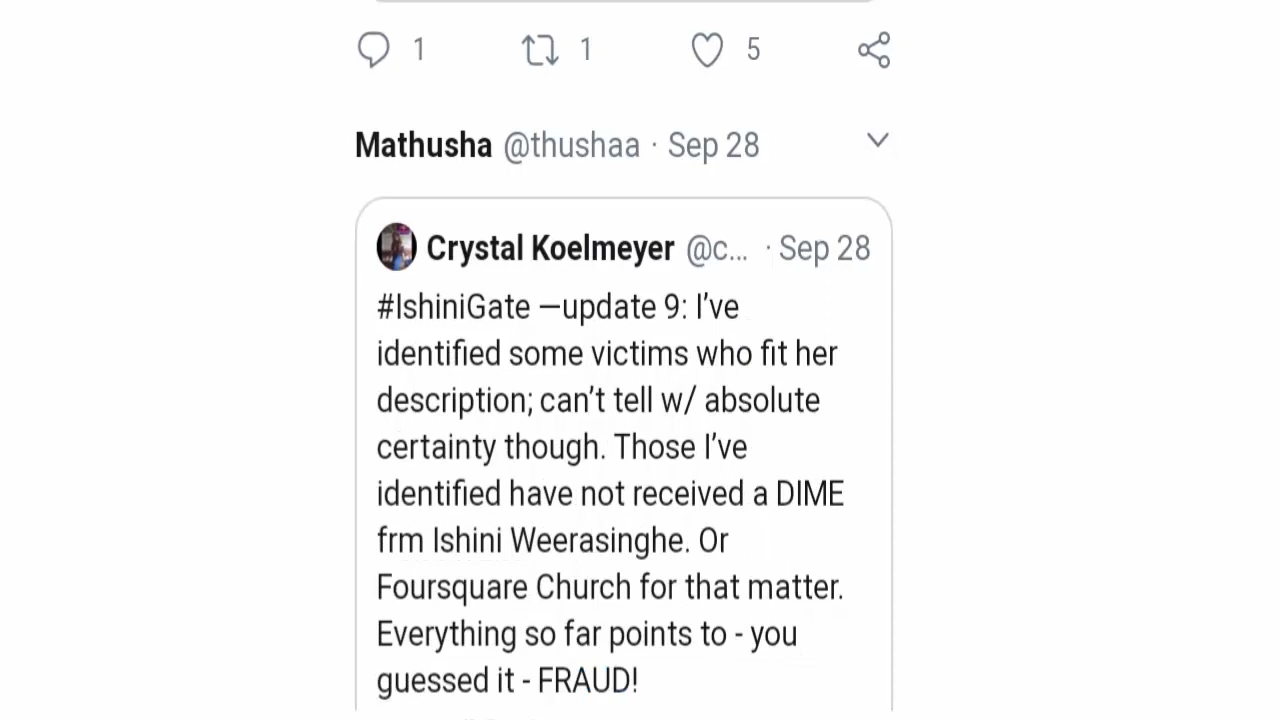 1 1 5
Mathusha @thushaa · Sep 28
Crystal Koelmeyer @c... · Sep 28
#IshiniGate —update 9: I’ve
identified some victims who fit her
description; can’t tell w/ absolute
certainty though. Those I’ve
identified have not received a DIME
frm Ishini Weerasinghe. Or
Foursquare Church for that matter.
Everything so far points to - you
guessed it - FRAUD!